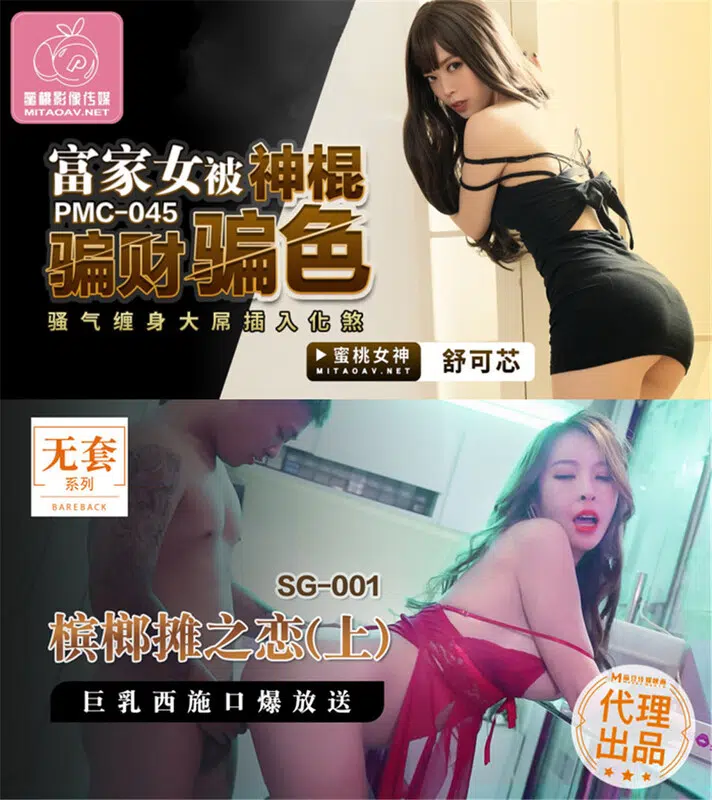 蜜桃影像传媒
MITAOAV.NET
富家女被神棍
PMC-045
骗财骗色
骚气缠身大屌插入化煞
蜜桃女神
MITAOAV.NET
舒可芯
无套
系列
BAREBACK
SG-001
槟榔摊之恋(上)
巨乳西施口爆放送
代理
出品